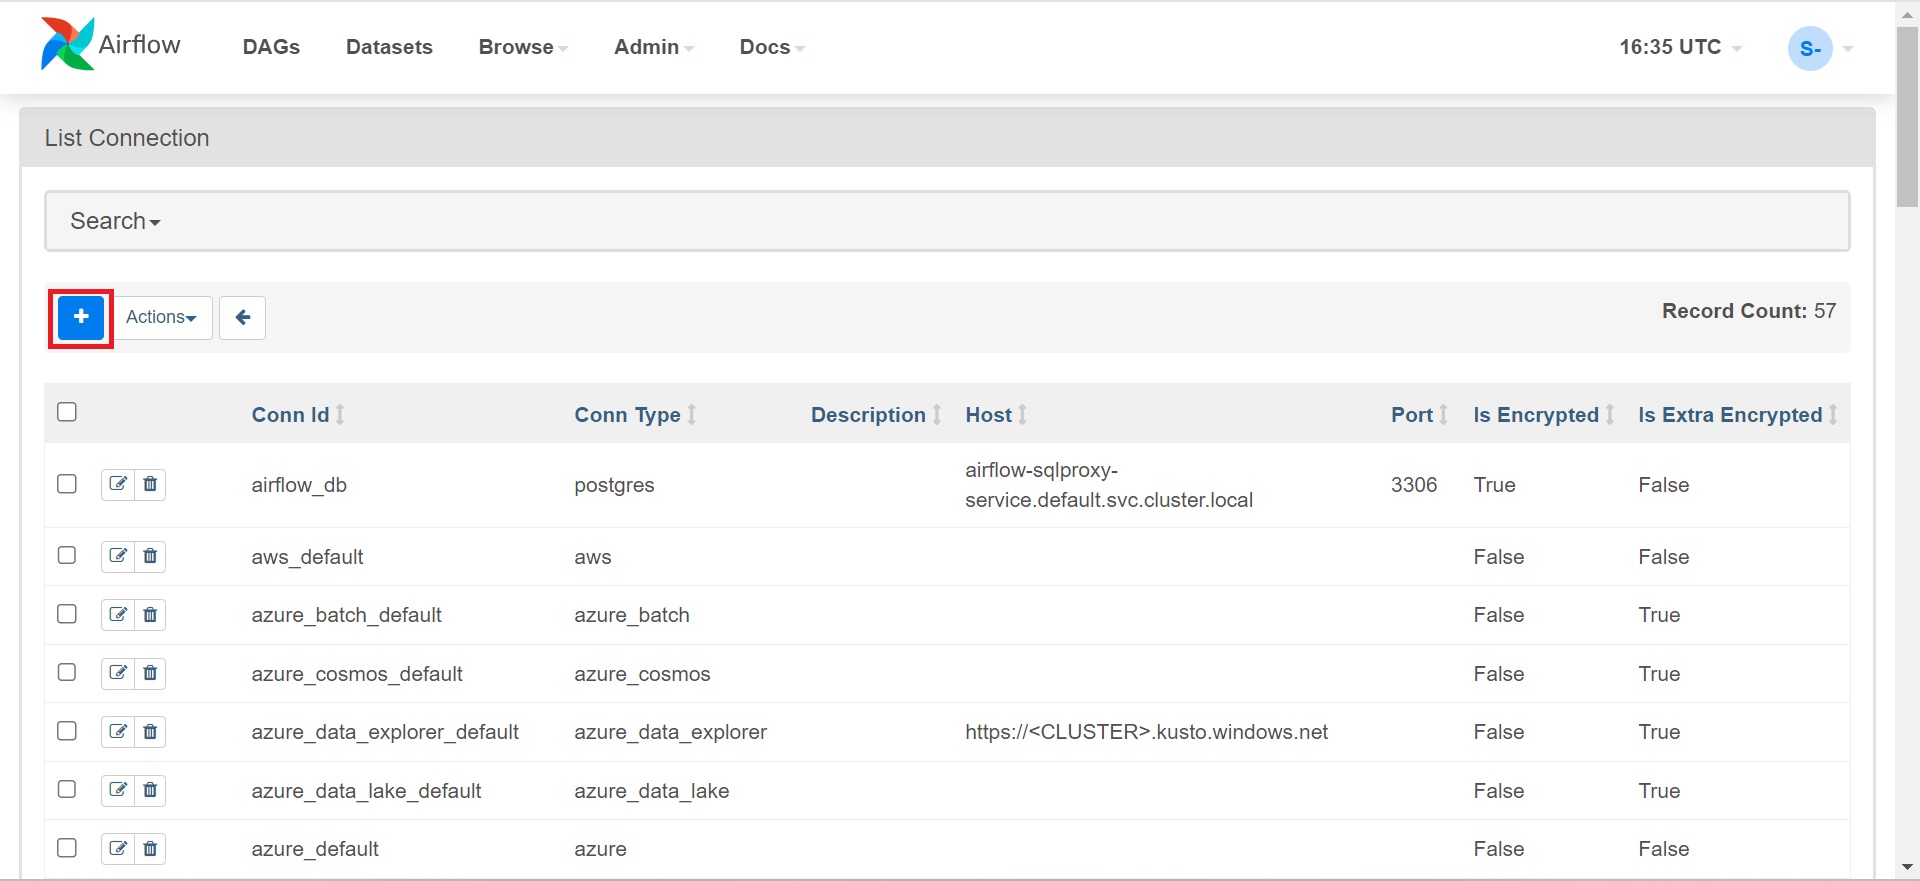 Airflow DAGs Datasets Browse Admin Docs 16:35 UTC S-
List Connection
Search
+ Actions Record Count: 57
Conn Id Conn Type Description Host Port Is Encrypted Is Extra Encrypted
airflow_db postgres airflow-sqlproxy-
service.default.svc.cluster.local 3306 True False
aws_default aws False False
azure_batch_default azure_batch False True
azure_cosmos_default azure_cosmos False True
azure_data_explorer_default azure_data_explorer https://<CLUSTER>.kusto.windows.net False True
azure_data_lake_default azure_data_lake False True
azure_default azure False False